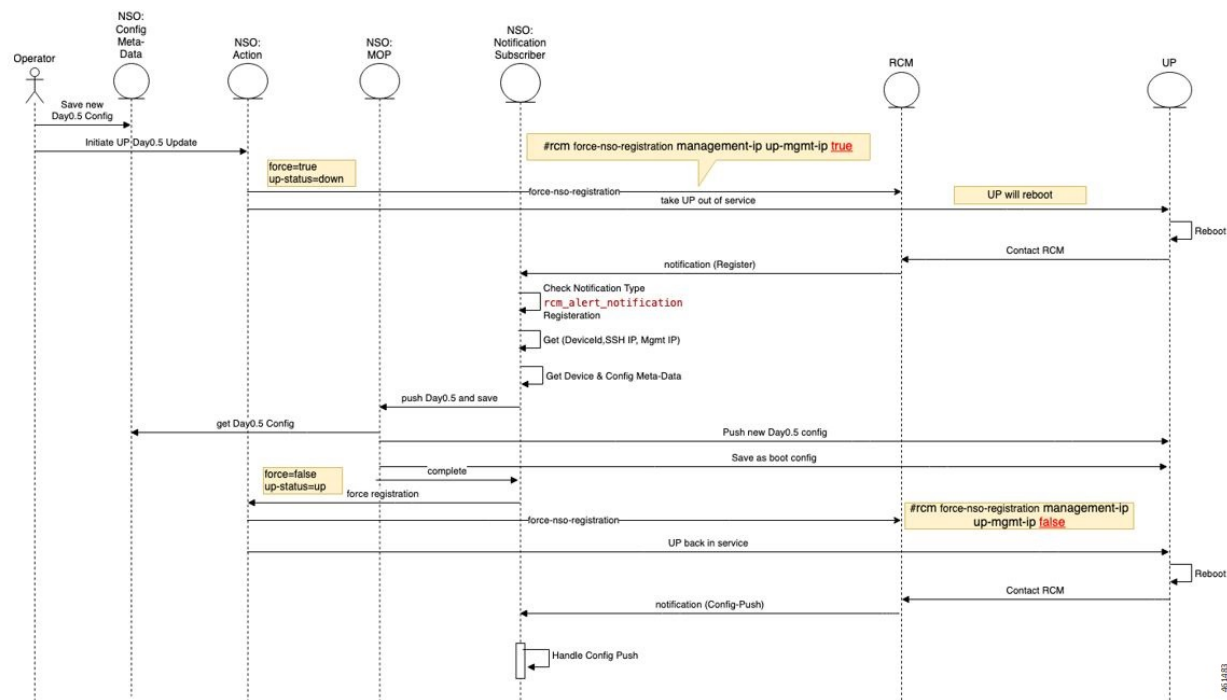 NSO:
Config
Meta-
Data
NSO:
Action
NSO:
MOP
NSO:
Notification
Subscriber
Operator
RCM
UP
Save new
Day0.5 Config
Initiate UP Day0.5 Update
#rcm force-nso-registration management-ip up-mgmt-ip true
force=true
up-status=down
force-nso-registration
take UP out of service
UP will reboot
Reboot
Contact RCM
notification (Register)
Check Notification Type
rcm_alert_notification
Registeration
Get (DeviceId,SSH IP, Mgmt IP)
Get Device & Config Meta-Data
push Day0.5 and save
get Day0.5 Config
Push new Day0.5 config
Save as boot config
complete
force=false
up-status=up
force registration
force-nso-registration
#rcm force-nso-registration management-ip
up-mgmt-ip false
UP back in service
Reboot
Contact RCM
notification (Config-Push)
Handle Config Push
461483